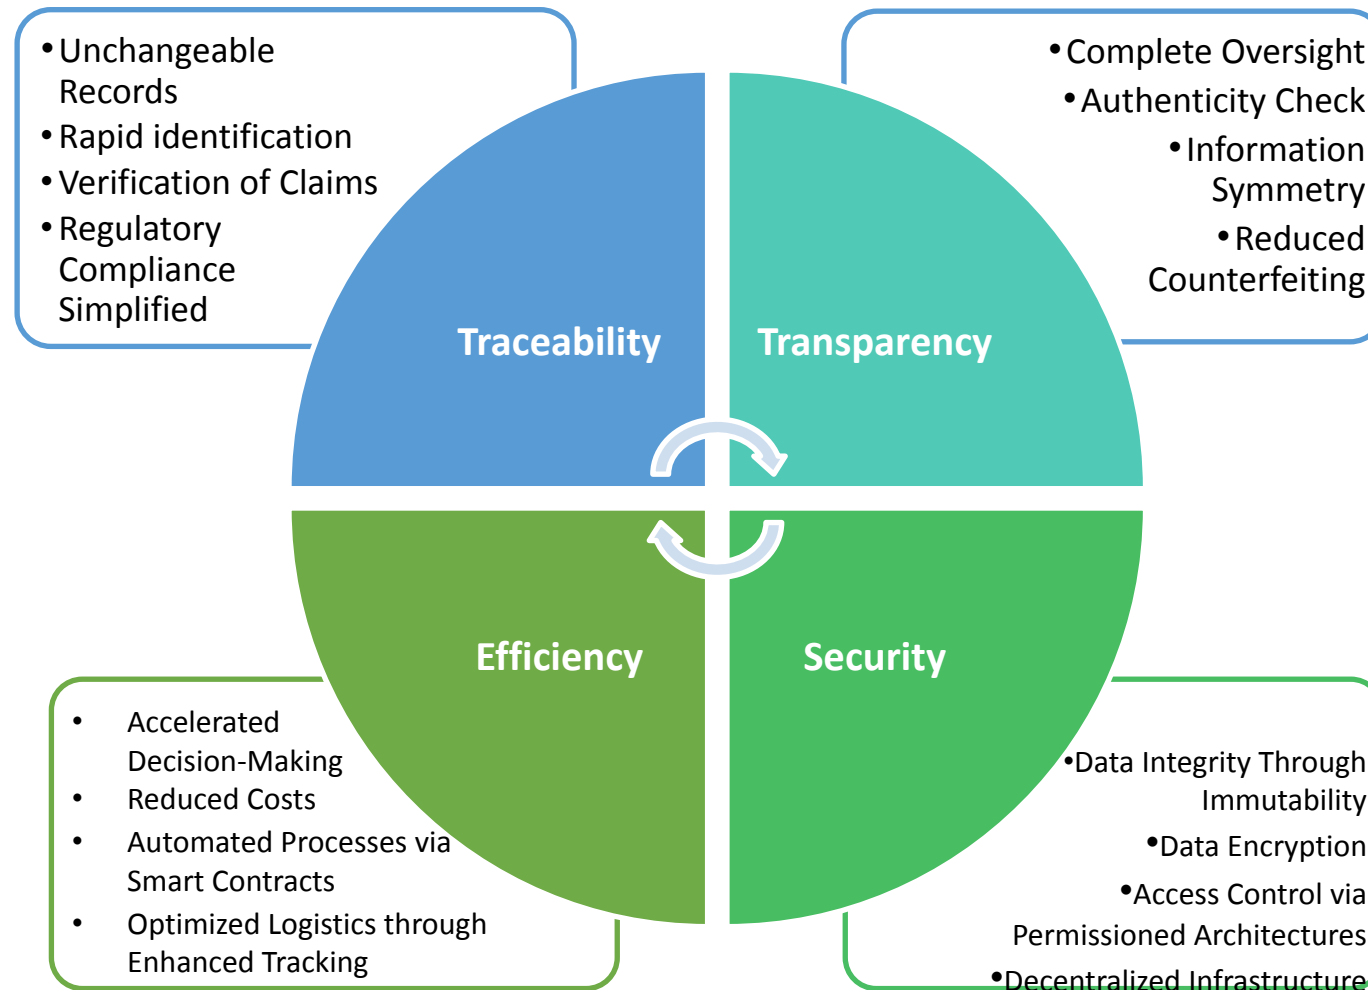 • Unchangeable
Records
• Rapid identification
• Verification of Claims
• Regulatory
Compliance
Simplified
• Complete Oversight
• Authenticity Check
• Information
Symmetry
• Reduced
Counterfeiting
Traceability
Transparency
Efficiency
Security
• Accelerated
Decision-Making
• Reduced Costs
• Automated Processes via
Smart Contracts
• Optimized Logistics through
Enhanced Tracking
• Data Integrity Through
Immutability
• Data Encryption
• Access Control via
Permissioned Architectures
• Decentralized Infrastructure